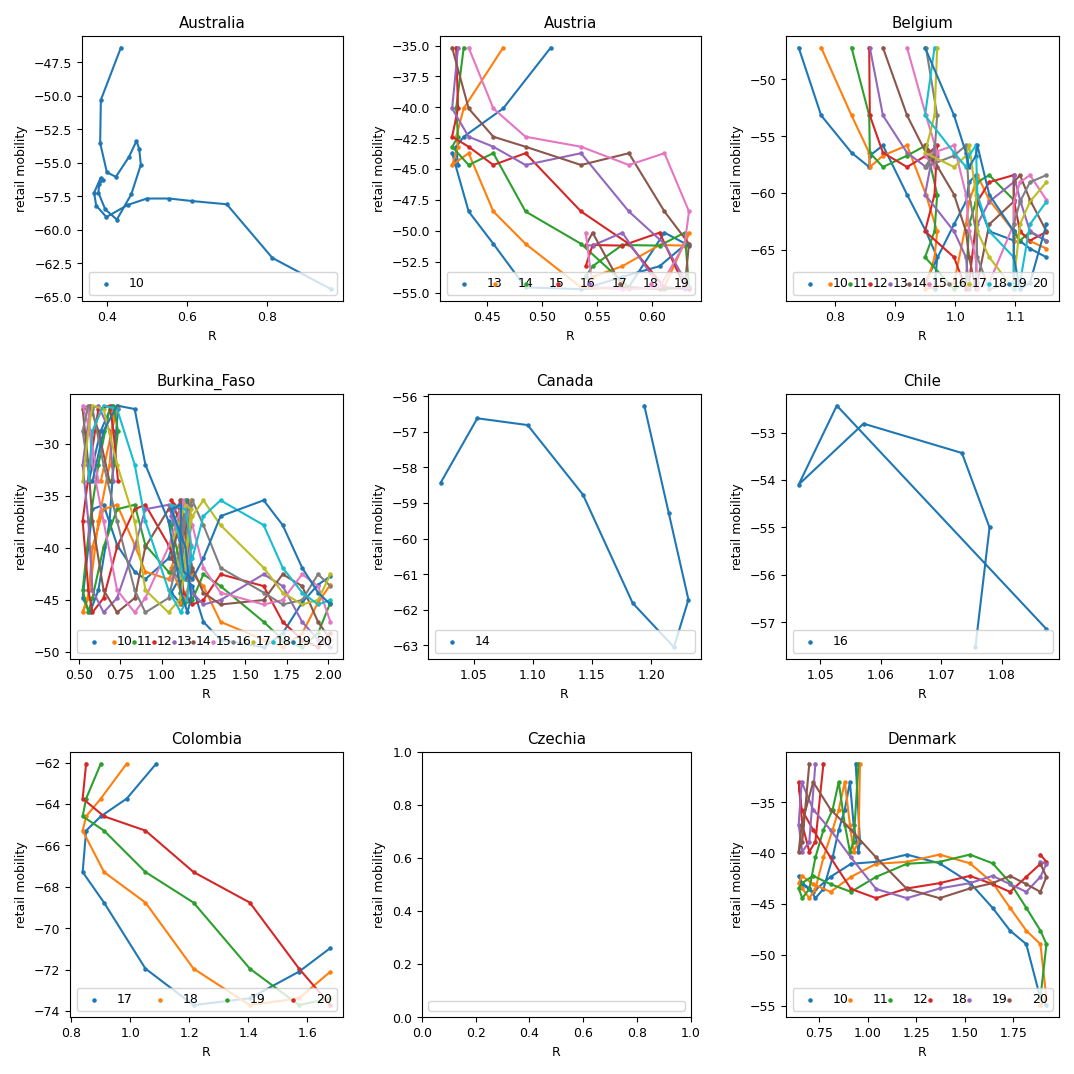 Australia
Austria
Belgium
retail mobility
−47.5
−50.0
−52.5
−55.0
−57.5
−60.0
−62.5
−65.0
10
0.4 0.6 0.8
R
retail mobility
−35.0
−37.5
−40.0
−42.5
−45.0
−47.5
−50.0
−52.5
−55.0
13 14 15 16 17 18 19
0.45 0.50 0.55 0.60
R
retail mobility
−50
−55
−60
−65
10 11 12 13 14 15 16 17 18 19 20
0.8 0.9 1.0 1.1
R
Burkina_Faso
Canada
Chile
retail mobility
−30
−35
−40
−45
−50
10 11 12 13 14 15 16 17 18 19 20
0.50 0.75 1.00 1.25 1.50 1.75 2.00
R
retail mobility
−56
−57
−58
−59
−60
−61
−62
−63
14
1.05 1.10 1.15 1.20
R
retail mobility
−53
−54
−55
−56
−57
16
1.05 1.06 1.07 1.08
R
Colombia
Czechia
Denmark
retail mobility
−62
−64
−66
−68
−70
−72
−74
17 18 19 20
0.8 1.0 1.2 1.4 1.6
R
retail mobility
1.0
0.8
0.6
0.4
0.2
0.0
0.0 0.2 0.4 0.6 0.8 1.0
R
retail mobility
−35
−40
−45
−50
−55
10 11 12 18 19 20
0.75 1.00 1.25 1.50 1.75
R